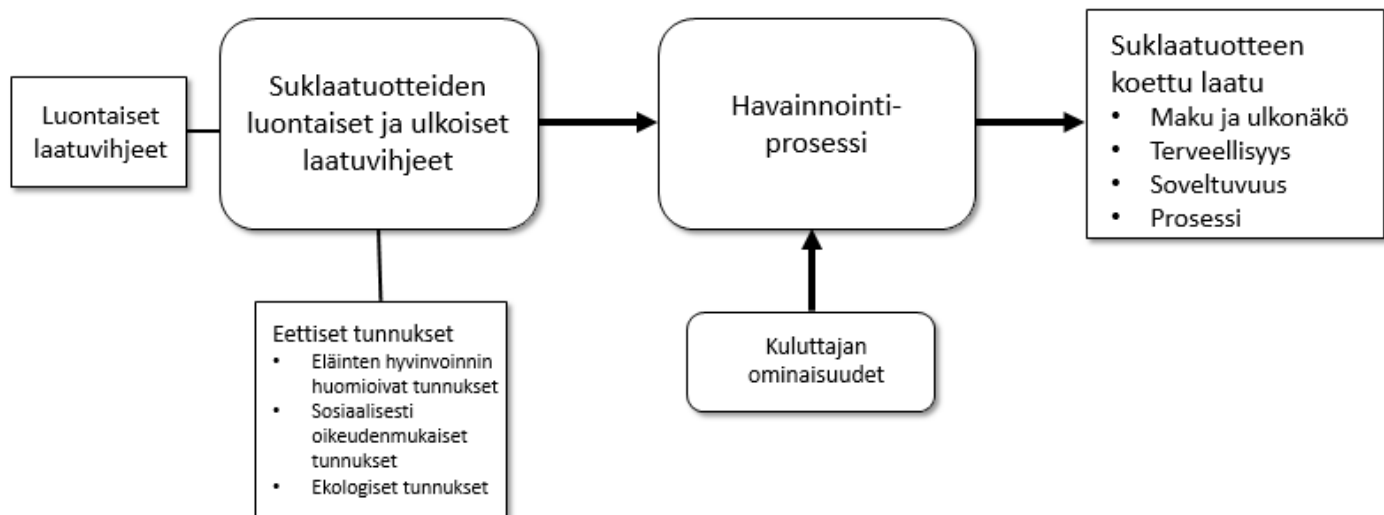 Luontaiset
laatuvihjeet
Suklaatuotteiden
luontaiset ja ulkoiset
laatuvihjeet
Havainnointi-
prosessi
Suklaatuotteen
koettu laatu
• Maku ja ulkonäkö
• Terveellisyys
• Soveltuvuus
• Prosessi
Eettiset tunnukset
• Eläinten hyvinvoinnin
huomioivat tunnukset
• Sosiaalisesti
oikeudenmukaiset
tunnukset
• Ekologiset tunnukset
Kuluttajan
ominaisuudet